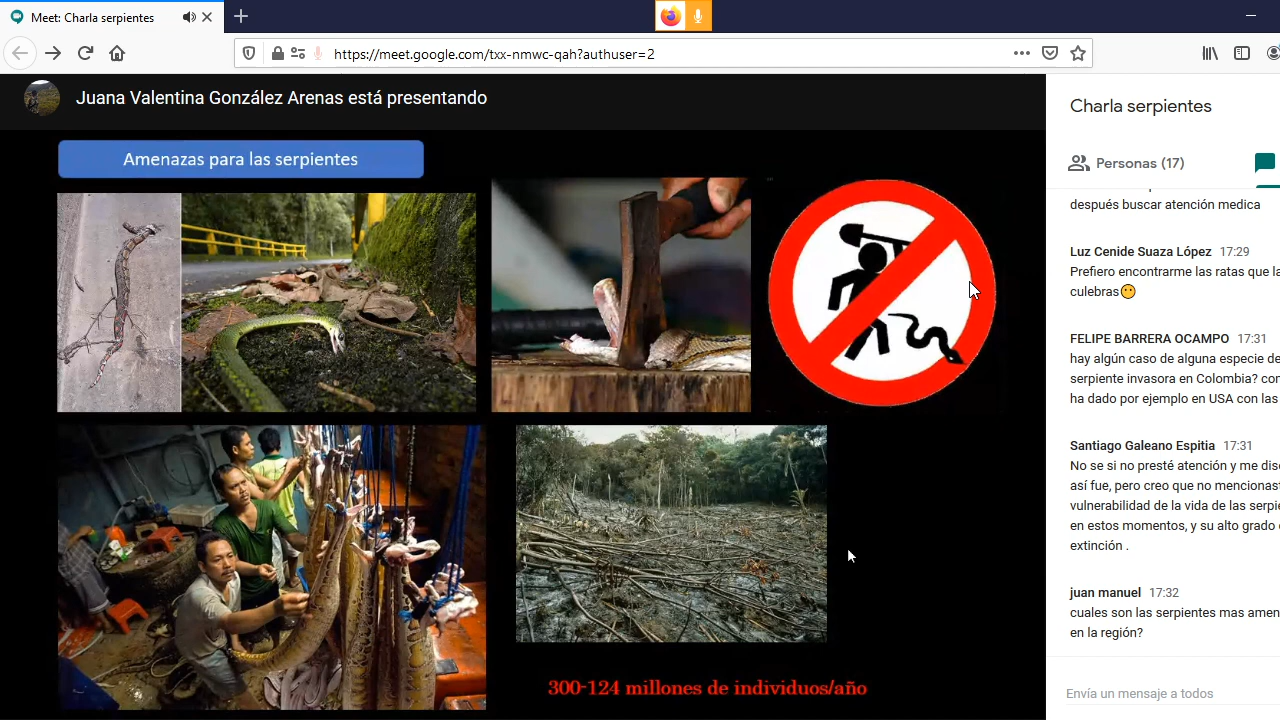 Meet: Charla serpientes
https://meet.google.com/txx-nmwc-qah?authuser=2
Juana Valentina González Arenas está presentando
Amenazas para las serpientes
300-124 millones de individuos/año
Charla serpientes
Personas (17)
después buscar atención medica
Luz Cenide Suaza López 17:29
Prefiero encontrarme las ratas que
culebras😶
FELIPE BARRERA OCAMPO 17:31
hay algún caso de alguna especie de
serpiente invasora en Colombia?
ha dado por ejemplo en USA con las
Santiago Galeano Espitia 17:31
No se si no presté atención y me
así fue, pero creo que no
vulnerabilidad de la vida de las
en estos momentos, y su alto grado
extinción .
juan manuel 17:32
cuales son las serpientes mas
en la región?
Envía un mensaje a todos